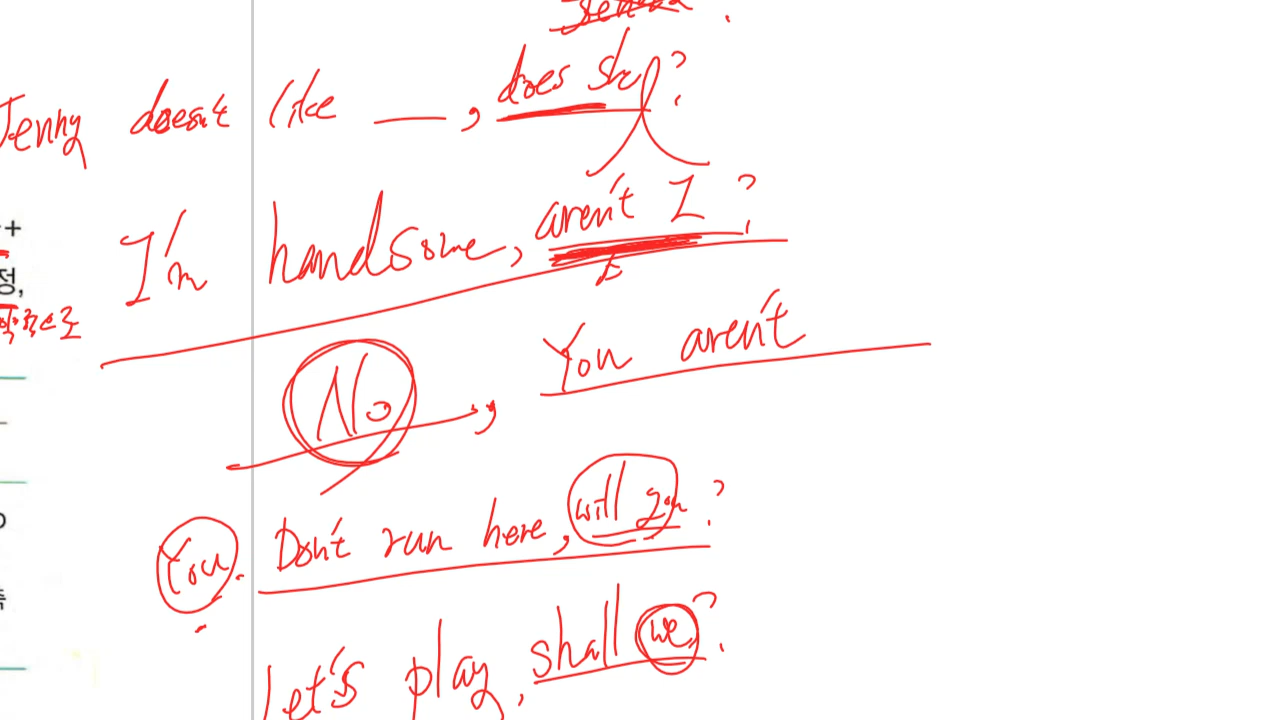 Jenny doesn't like ___, does she?
+
I'm handsome, aren't I?
정,
No, You aren't
You. Don't run here, will you?
Let's play, shall we?